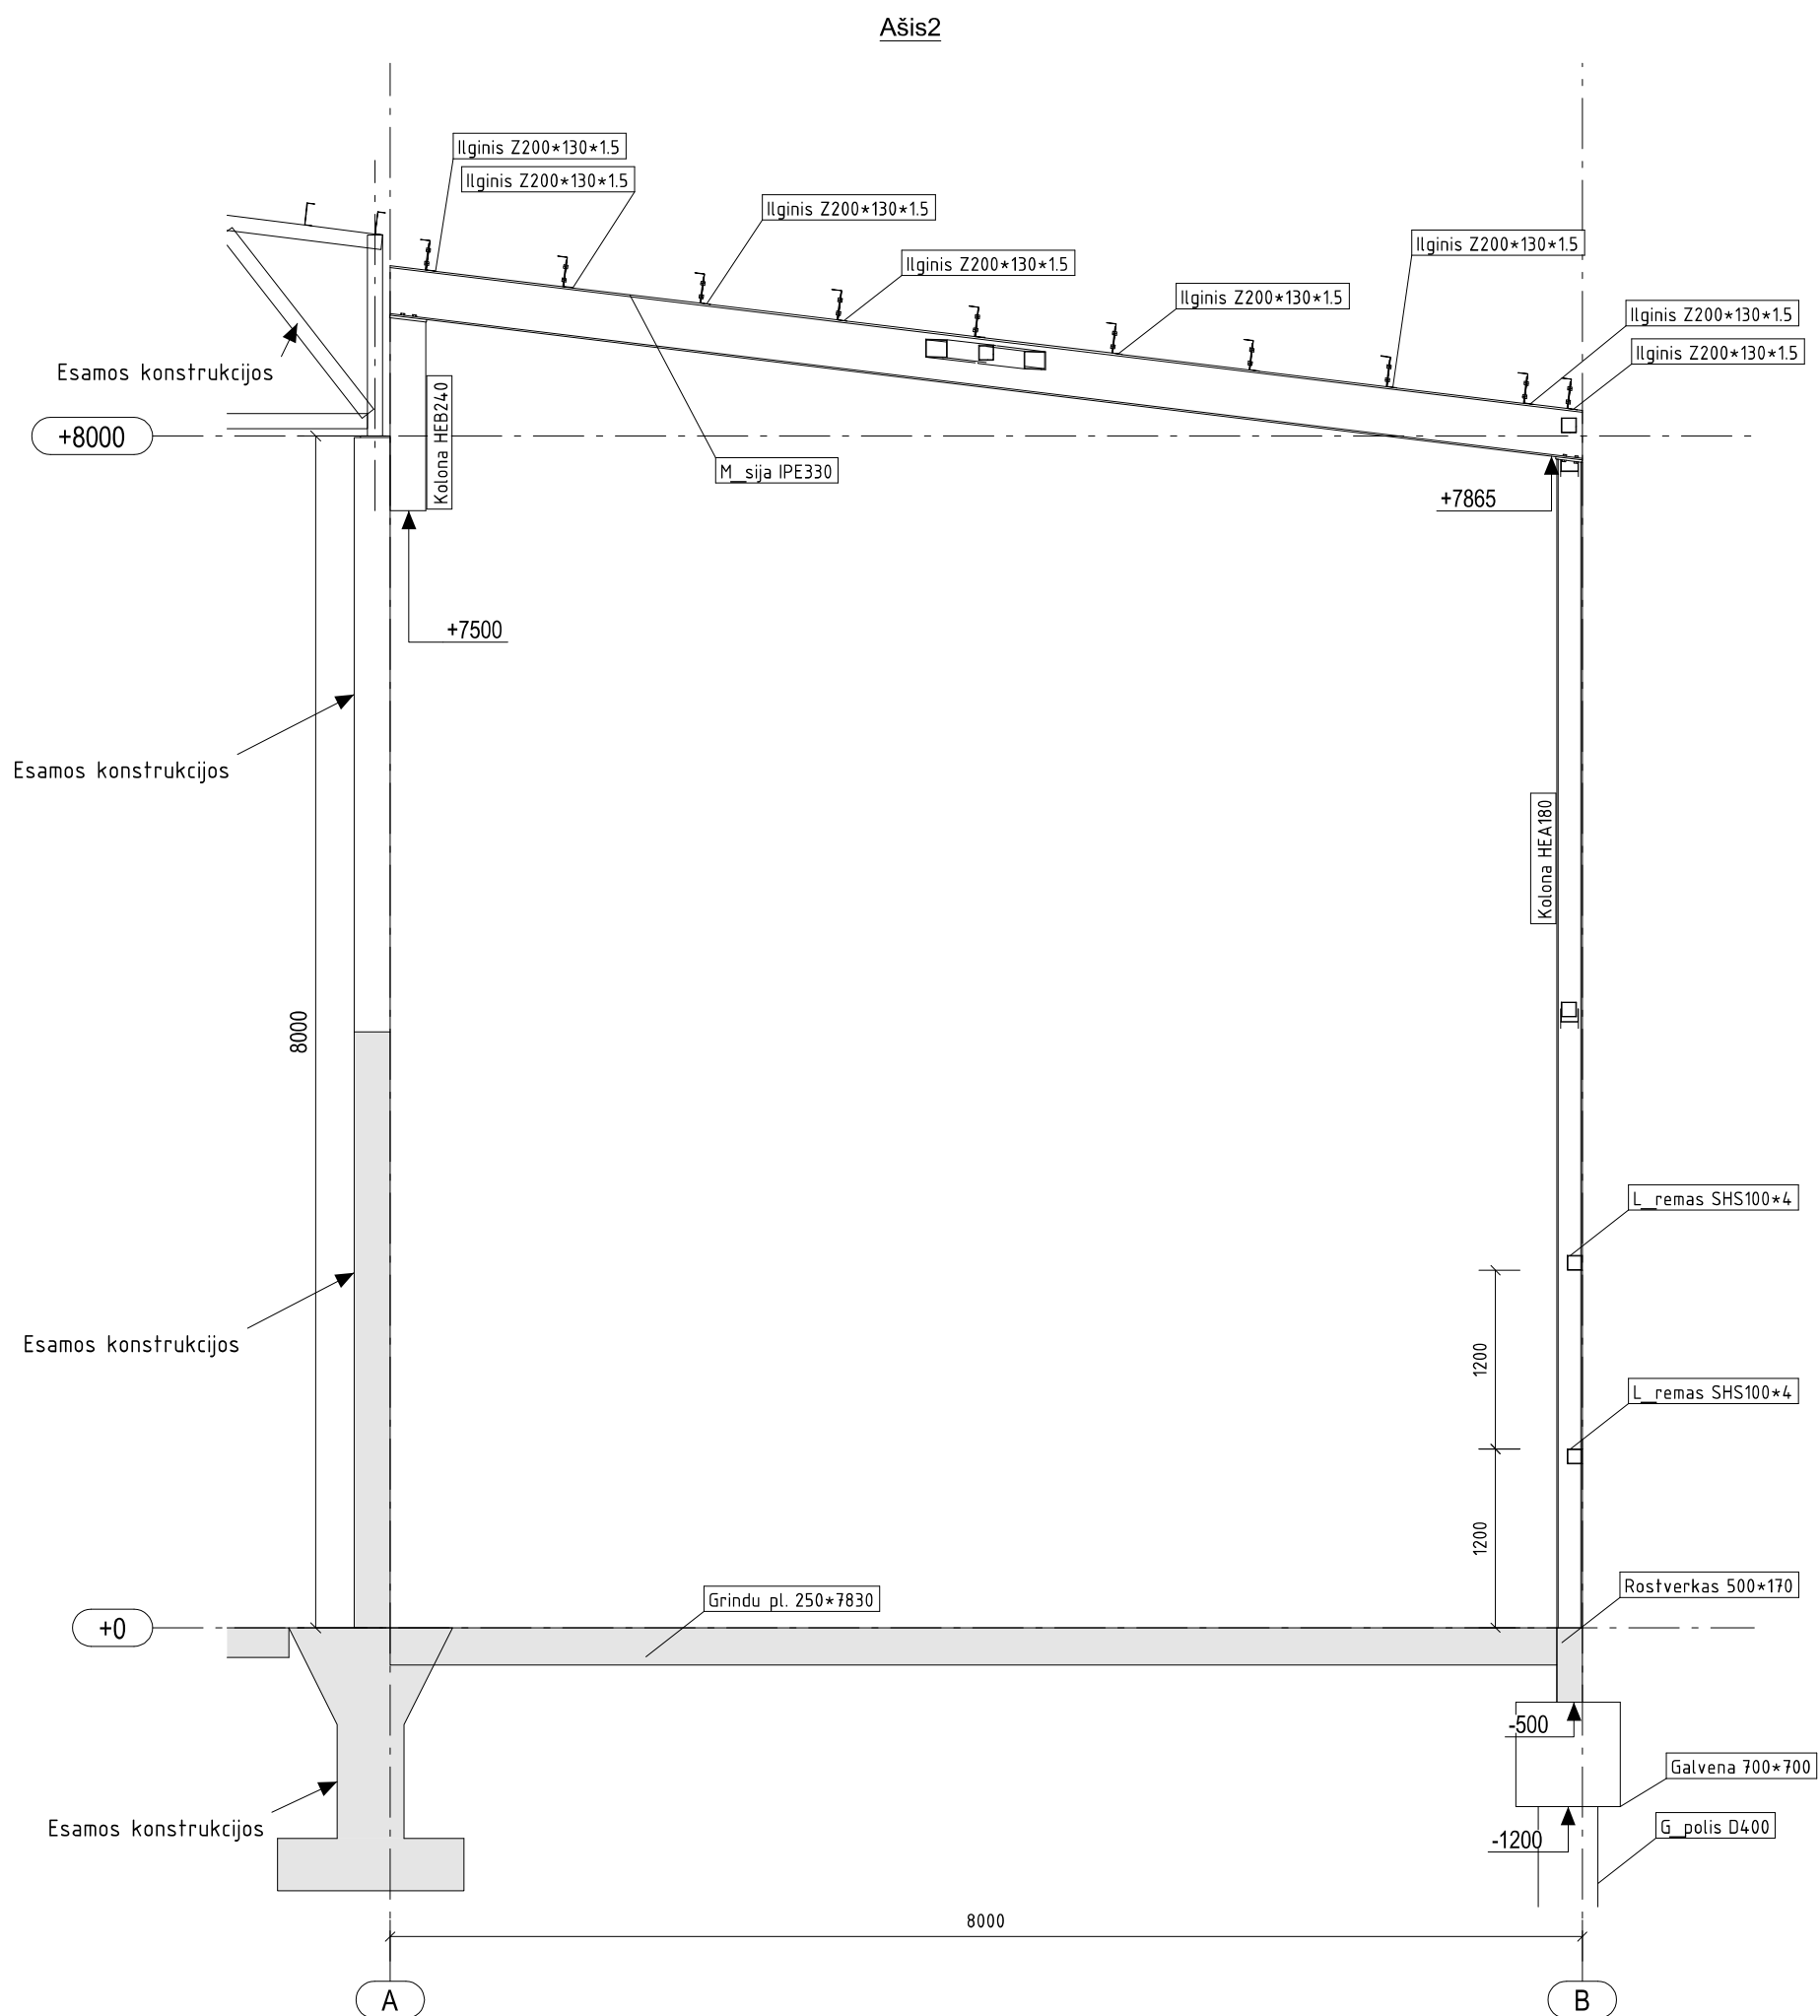 Ašis2
Ilginis Z200*130*1.5
Ilginis Z200*130*1.5
Ilginis Z200*130*1.5
Ilginis Z200*130*1.5
Ilginis Z200*130*1.5
Ilginis Z200*130*1.5
Ilginis Z200*130*1.5
Ilginis Z200*130*1.5
Esamos konstrukcijos
+8000
Kolona HEB240
M_sija IPE330
+7865
+7500
Esamos konstrukcijos
Kolona HEA180
8000
L_remas SHS100*4
Esamos konstrukcijos
1200
L_remas SHS100*4
1200
Rostverkas 500*170
Grindu pl. 250*7830
+0
-500
Galvena 700*700
Esamos konstrukcijos
G_polis D400
-1200
8000
A
B